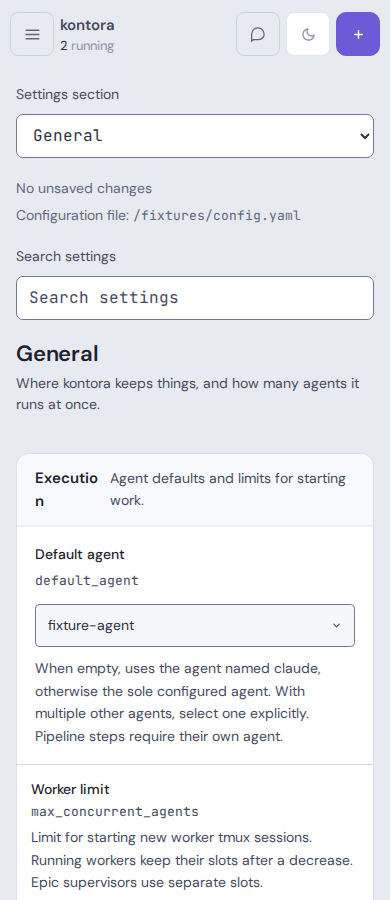 kontora
2 running
+
Settings section
General
No unsaved changes
Configuration file: /fixtures/config.yaml
Search settings
Search settings
General
Where kontora keeps things, and how many agents it
runs at once.
Executio
n
Agent defaults and limits for starting
work.
Default agent
default_agent
fixture-agent
When empty, uses the agent named claude,
otherwise the sole configured agent. With
multiple other agents, select one explicitly.
Pipeline steps require their own agent.
Worker limit
max_concurrent_agents
Limit for starting new worker tmux sessions.
Running workers keep their slots after a decrease.
Epic supervisors use separate slots.